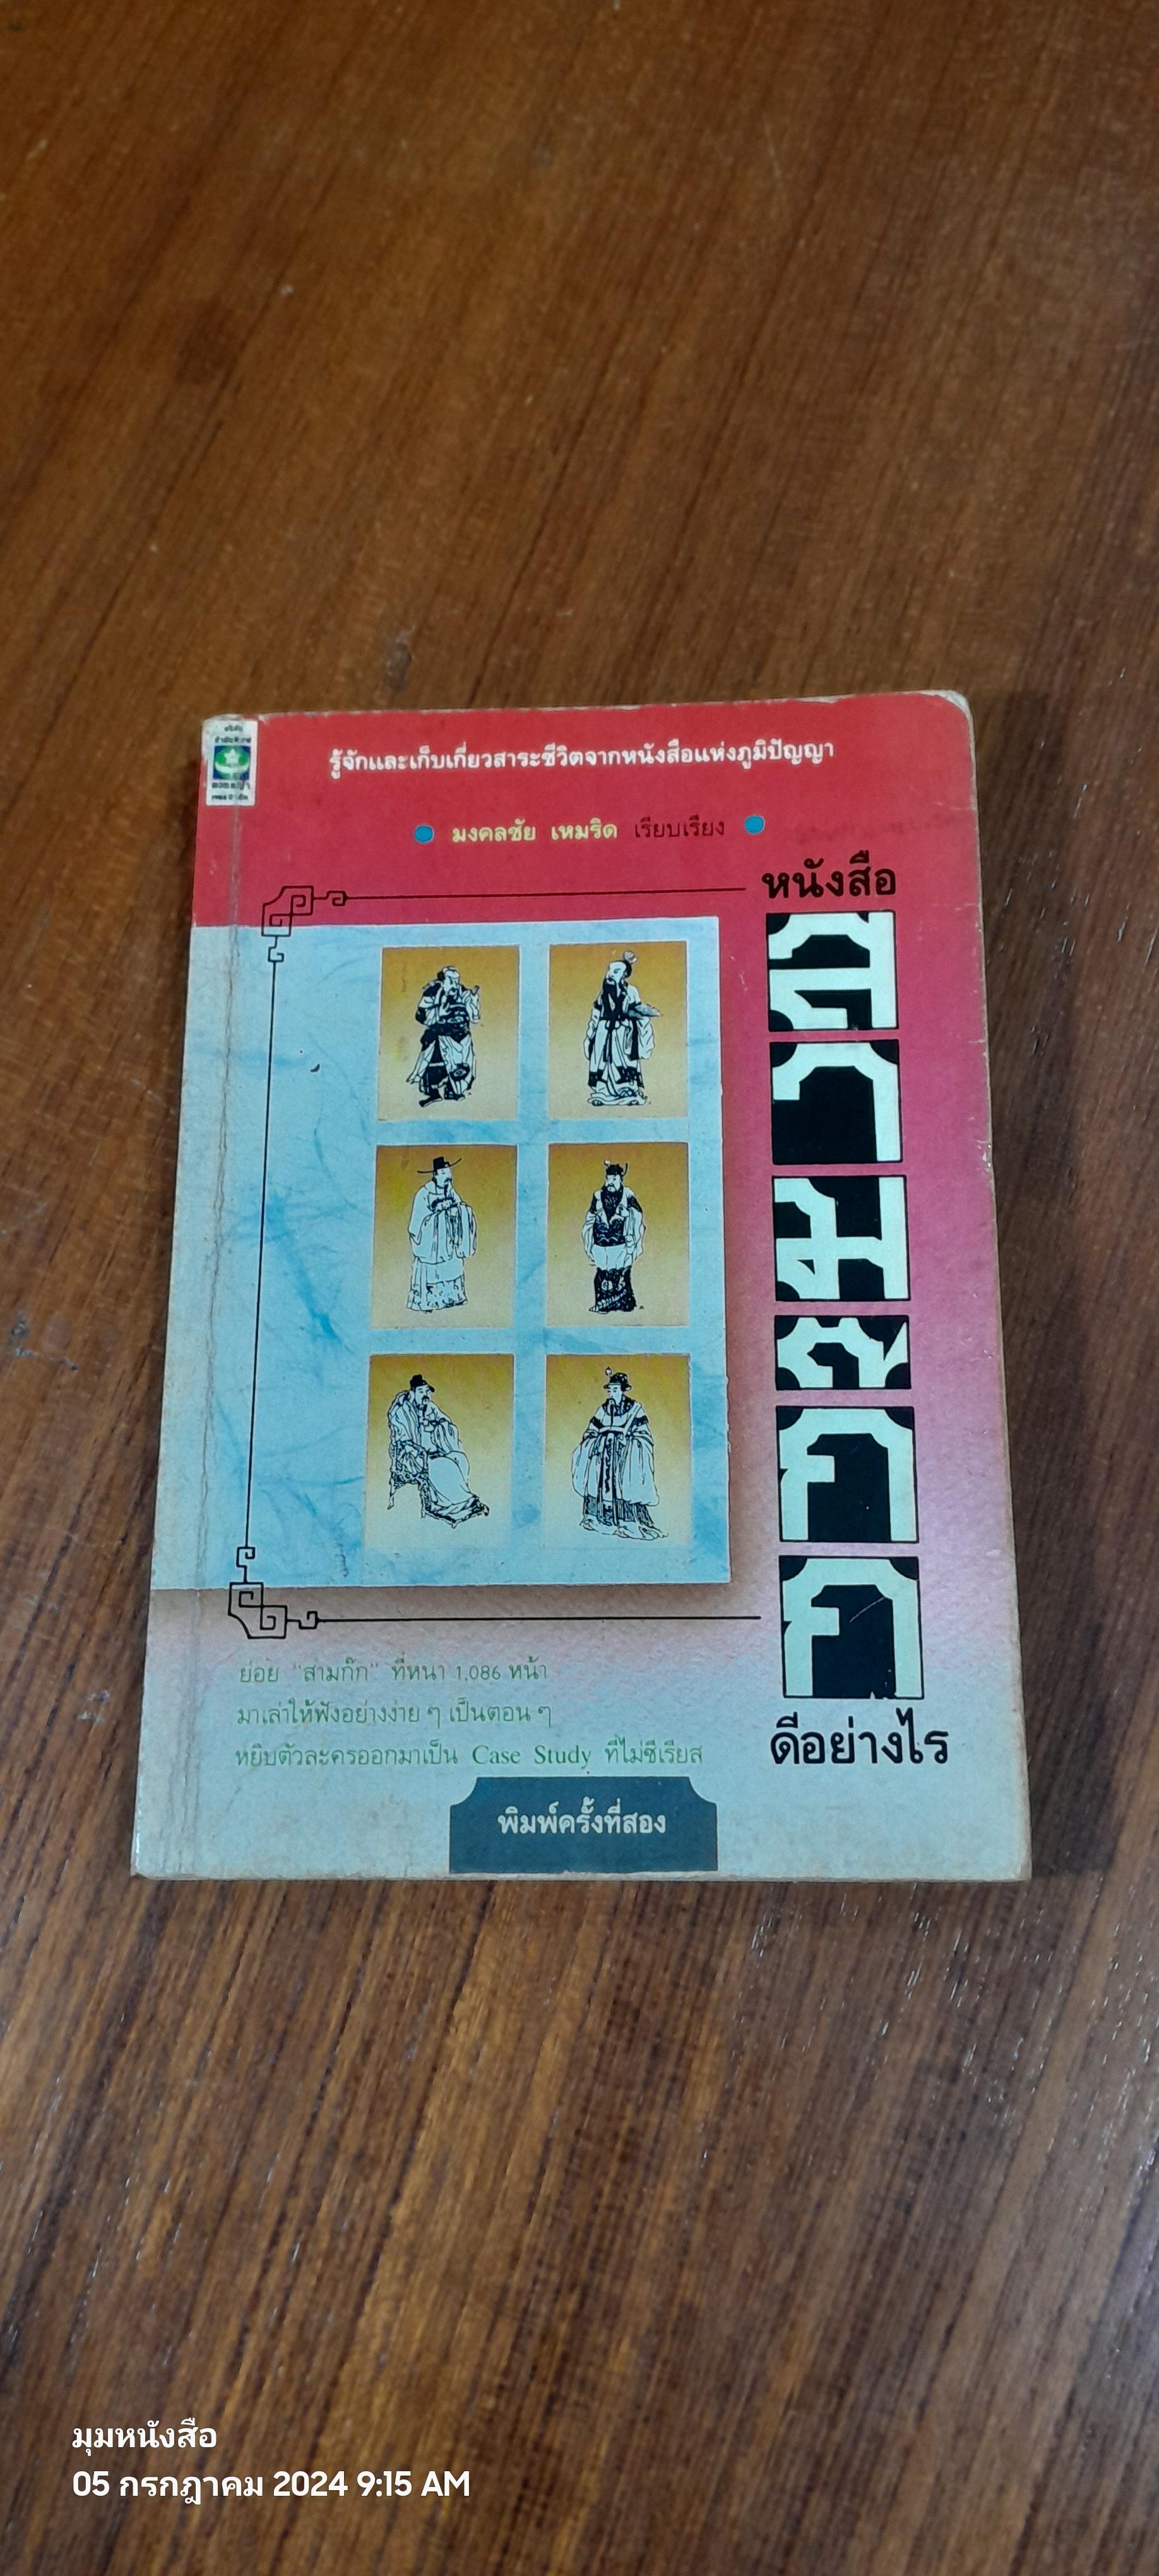 รู้จักและเก็บเกี่ยวสาระชีวิตจากหนังสือแห่งภูมิปัญญา
มงคลชัย เหมริด เรียบเรียง
หนังสือ
สามก๊ก
ดีอย่างไร
ย่อย "สามก๊ก" ที่หนา 1,086 หน้า
มาเล่าให้ฟังอย่างง่าย ๆ เป็นตอน ๆ
หยิบตัวละครออกมาเป็น Case Study ที่ไม่ซีเรียส
พิมพ์ครั้งที่สอง
มุมหนังสือ
05 กรกฎาคม 2024 9:15 AM